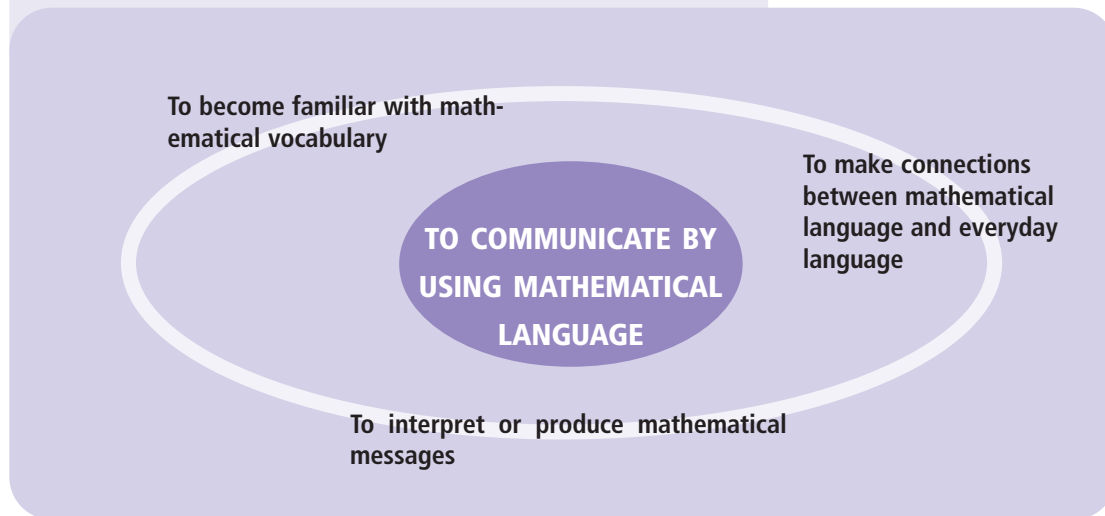 To become familiar with math-
ematical vocabulary
To make connections
between mathematical
language and everyday
language
TO COMMUNICATE BY
USING MATHEMATICAL
LANGUAGE
To interpret or produce mathematical
messages